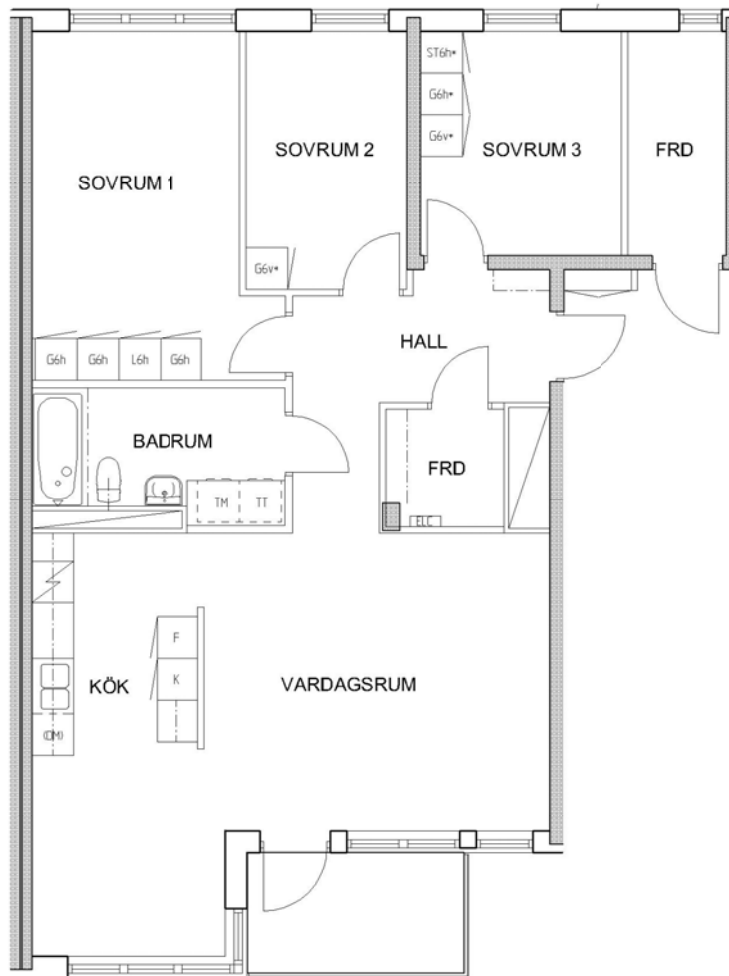 ST6h*
G6h*
G6v*
SOVRUM 2
SOVRUM 3
FRD
SOVRUM 1
G6v*
HALL
G6h
G6h
L6h
G6h
BADRUM
FRD
TM
TT
ELC
F
K
KÖK
VARDAGSRUM
(DM)